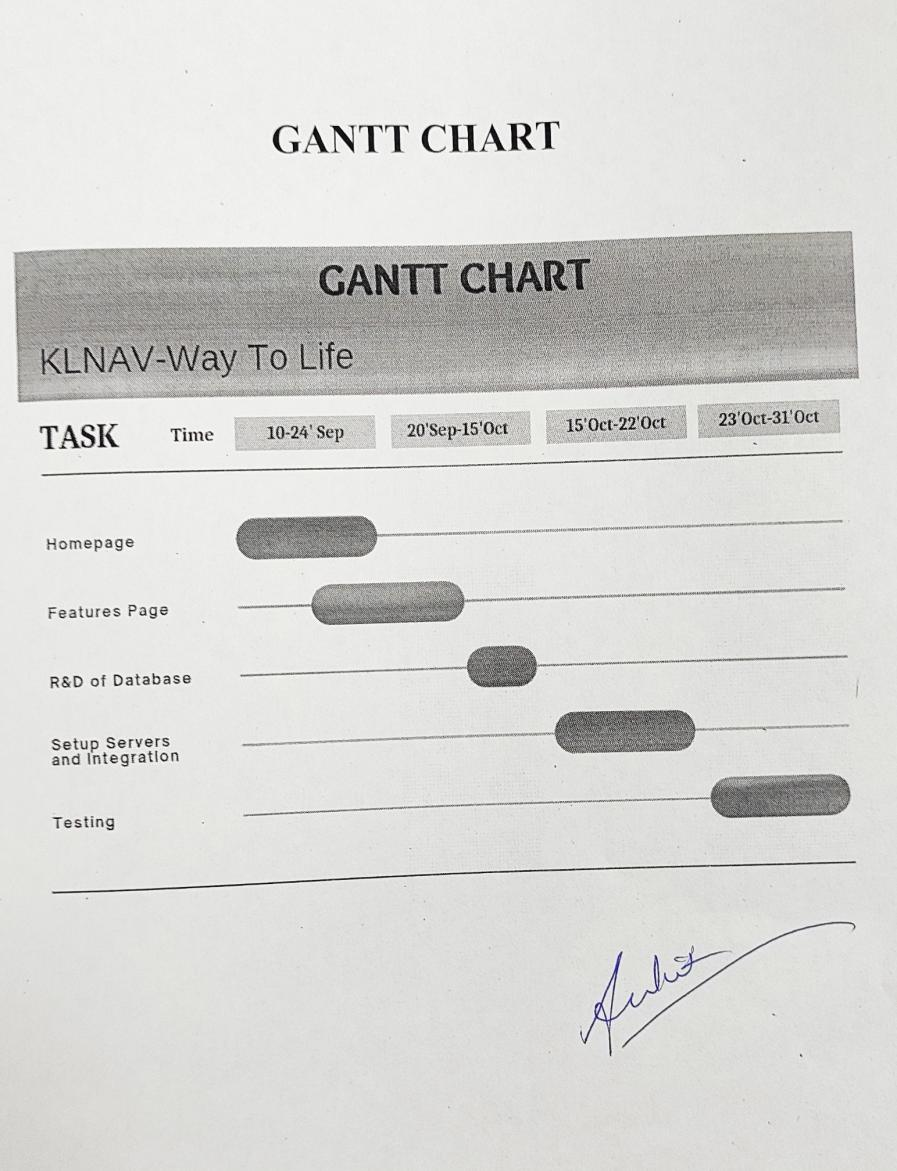 GANTT CHART
GANTT CHART
KLNAV-Way To Life
TASK Time 10-24' Sep 20'Sep-15'Oct 15'Oct-22'Oct 23'Oct-31'Oct
Homepage
Features Page
R&D of Database
Setup Servers
and Integration
Testing